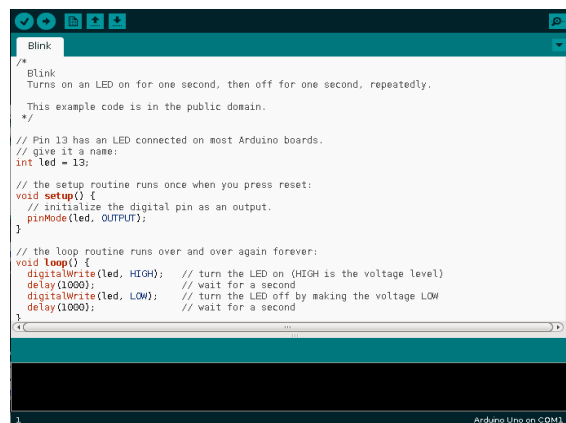 Blink
/*
  Blink
  Turns on an LED on for one second, then off for one second, repeatedly.

  This example code is in the public domain.
 */

// Pin 13 has an LED connected on most Arduino boards.
// give it a name:
int led = 13;

// the setup routine runs once when you press reset:
void setup() {
  // initialize the digital pin as an output.
  pinMode(led, OUTPUT);
}

// the loop routine runs over and over again forever:
void loop() {
  digitalWrite(led, HIGH);   // turn the LED on (HIGH is the voltage level)
  delay(1000);               // wait for a second
  digitalWrite(led, LOW);    // turn the LED off by making the voltage LOW
  delay(1000);               // wait for a second
}
1 Arduino Uno on COM1